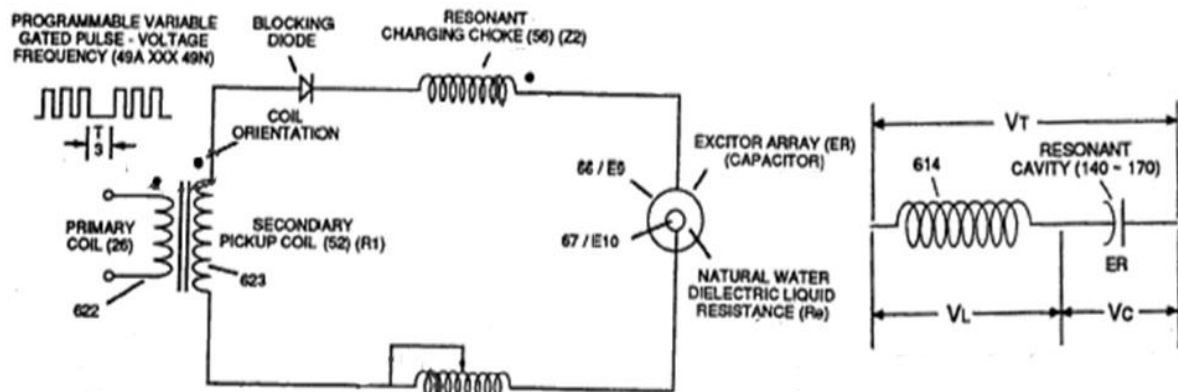 PROGRAMMABLE VARIABLE
GATED PULSE - VOLTAGE
FREQUENCY (49A XXX 49N)
T
3
BLOCKING
DIODE
RESONANT
CHARGING CHOKE (56) (Z2)
COIL
ORIENTATION
PRIMARY
COIL (26)
622
SECONDARY
PICKUP COIL (52) (R1)
623
66 / E9
67 / E10
EXCITOR ARRAY (ER)
(CAPACITOR)
NATURAL WATER
DIELECTRIC LIQUID
RESISTANCE (Re)
VT
614
RESONANT
CAVITY (140 ~ 170)
ER
VL
VC